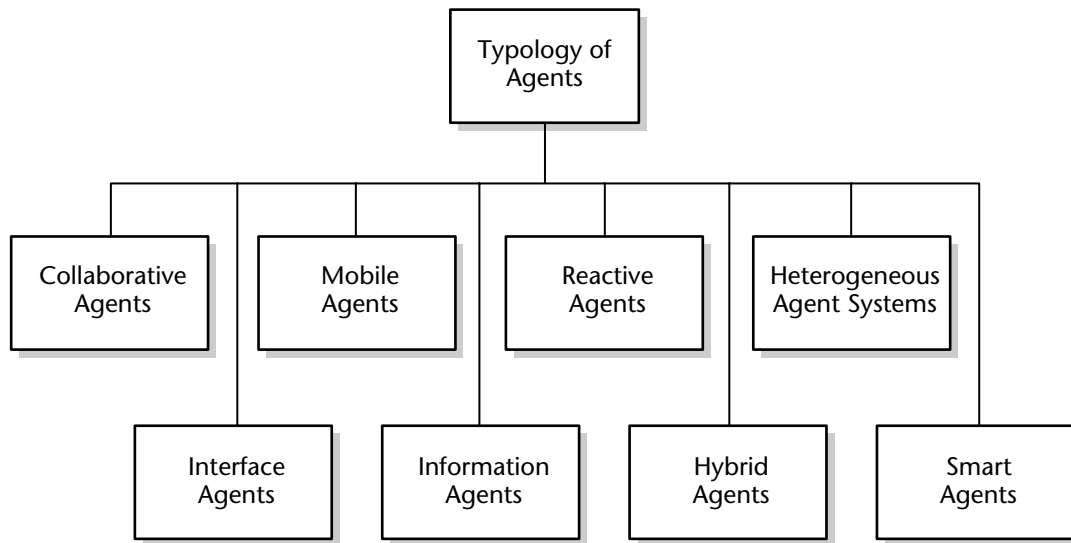 Typology of
Agents
Collaborative
Agents
Mobile
Agents
Reactive
Agents
Heterogeneous
Agent Systems
Interface
Agents
Information
Agents
Hybrid
Agents
Smart
Agents